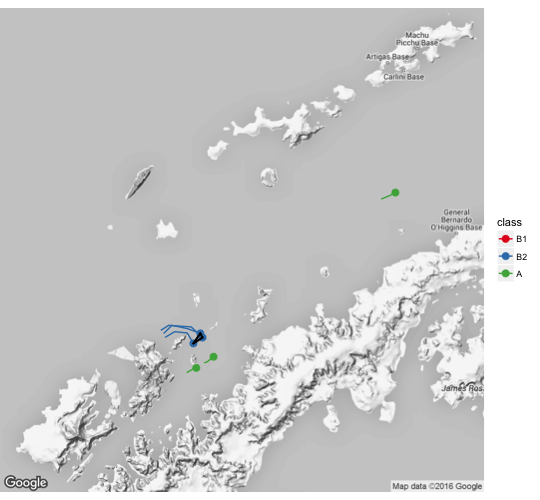 Machu
Picchu Base
Artigas Base
Carlini Base
General
Bernardo
O'Higgins Base
class
B1
B2
A
James Ros
Google
Map data ©2016 Google